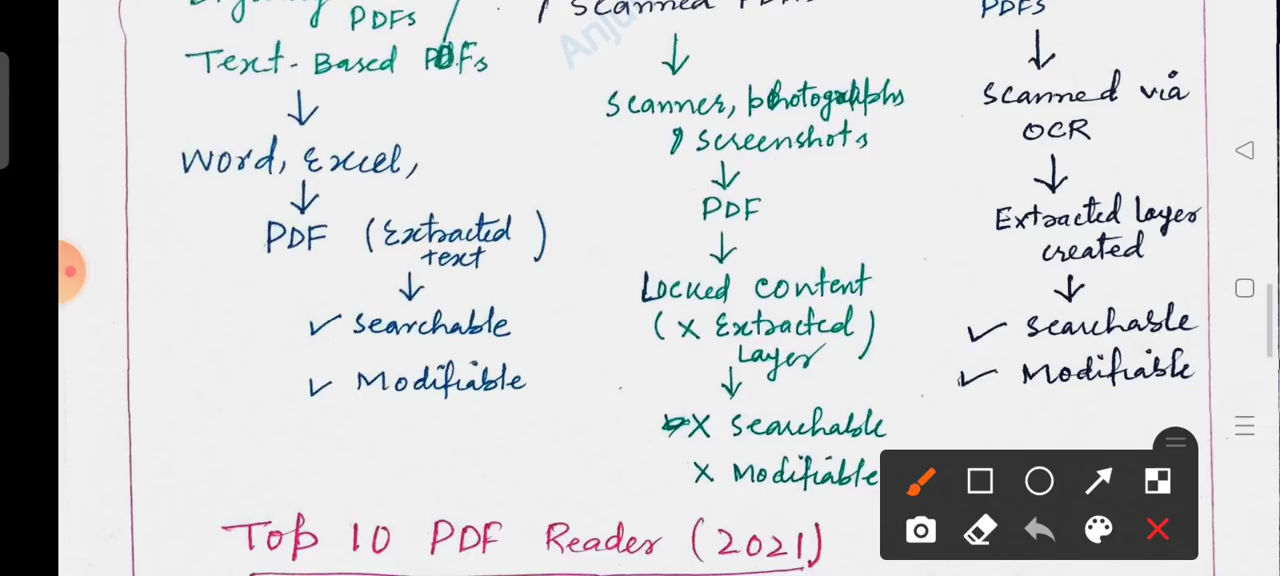 PDFs
Text-Based PDFs
Word, Excel,
PDF (Extracted
text)
✓ Searchable
✓ Modifiable
Scanned
Scanner, photographs
screenshots
PDF
Locked content
(X Extracted)
Layer
X Searchable
X Modifiable
PDFs
Scanned via
OCR
Extracted layer
created
✓ Searchable
✓ Modifiable
Top 10 PDF Reader (2021)